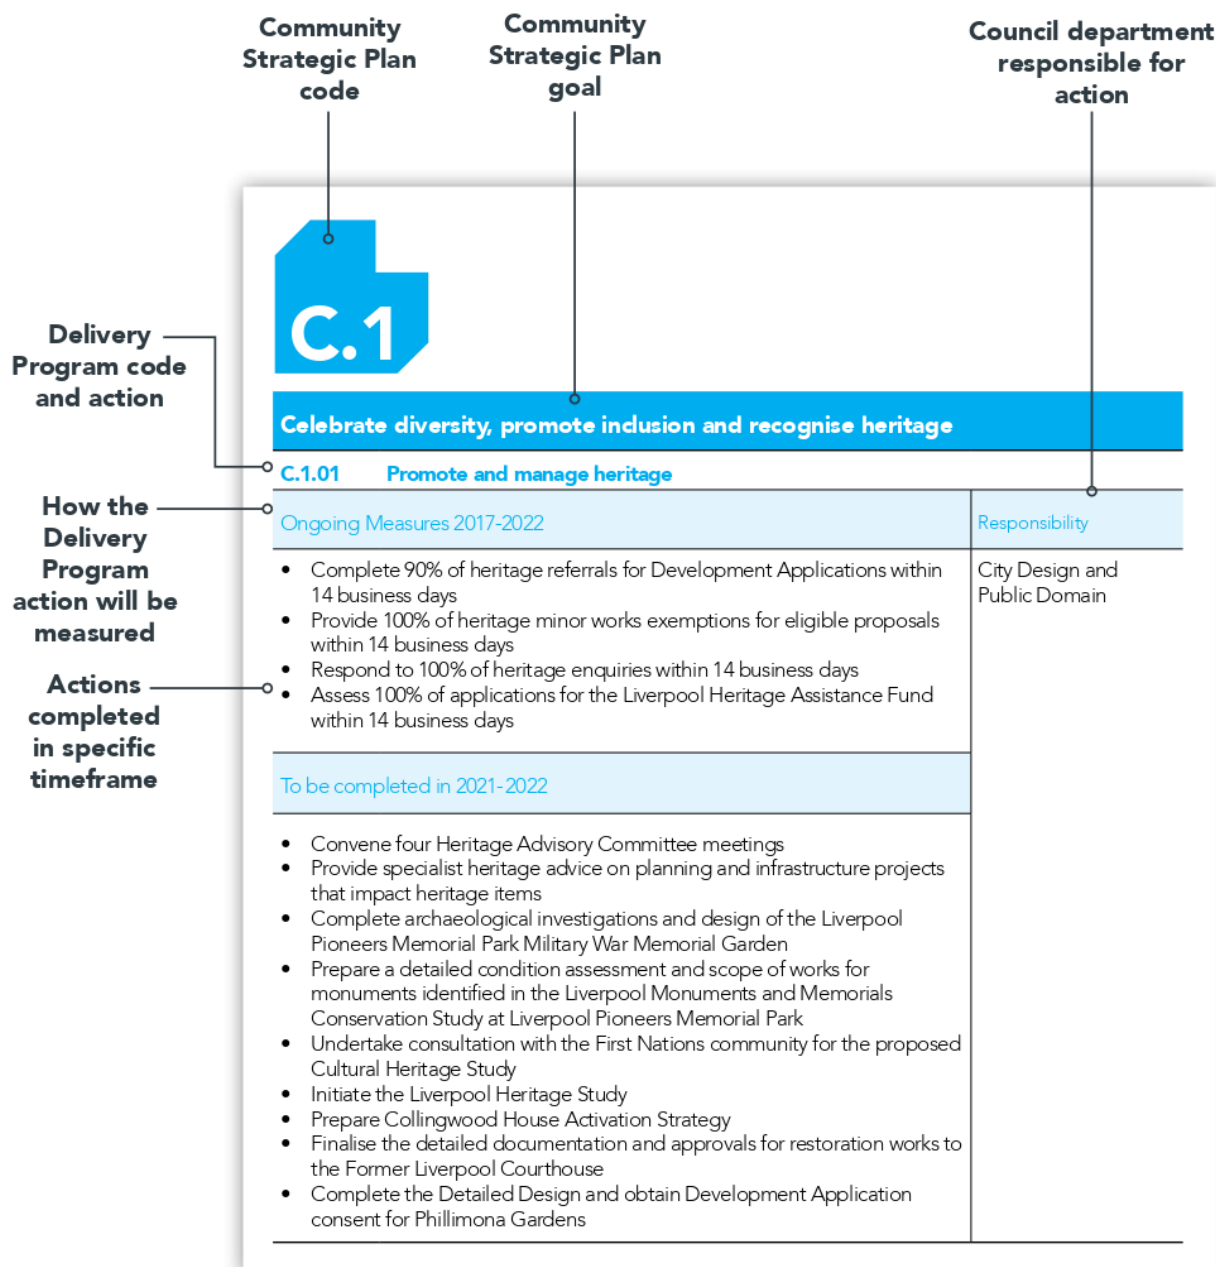 Community
Strategic Plan
code
Community
Strategic Plan
goal
Council department
responsible for
action
C.1
Delivery
Program code
and action
Celebrate diversity, promote inclusion and recognise heritage
C.1.01 Promote and manage heritage
How the
Delivery
Program
action will be
measured
Ongoing Measures 2017-2022
Responsibility
• Complete 90% of heritage referrals for Development Applications within
14 business days
• Provide 100% of heritage minor works exemptions for eligible proposals
within 14 business days
• Respond to 100% of heritage enquiries within 14 business days
• Assess 100% of applications for the Liverpool Heritage Assistance Fund
within 14 business days
City Design and
Public Domain
Actions
completed
in specific
timeframe
To be completed in 2021-2022
• Convene four Heritage Advisory Committee meetings
• Provide specialist heritage advice on planning and infrastructure projects
that impact heritage items
• Complete archaeological investigations and design of the Liverpool
Pioneers Memorial Park Military War Memorial Garden
• Prepare a detailed condition assessment and scope of works for
monuments identified in the Liverpool Monuments and Memorials
Conservation Study at Liverpool Pioneers Memorial Park
• Undertake consultation with the First Nations community for the proposed
Cultural Heritage Study
• Initiate the Liverpool Heritage Study
• Prepare Collingwood House Activation Strategy
• Finalise the detailed documentation and approvals for restoration works to
the Former Liverpool Courthouse
• Complete the Detailed Design and obtain Development Application
consent for Phillimona Gardens